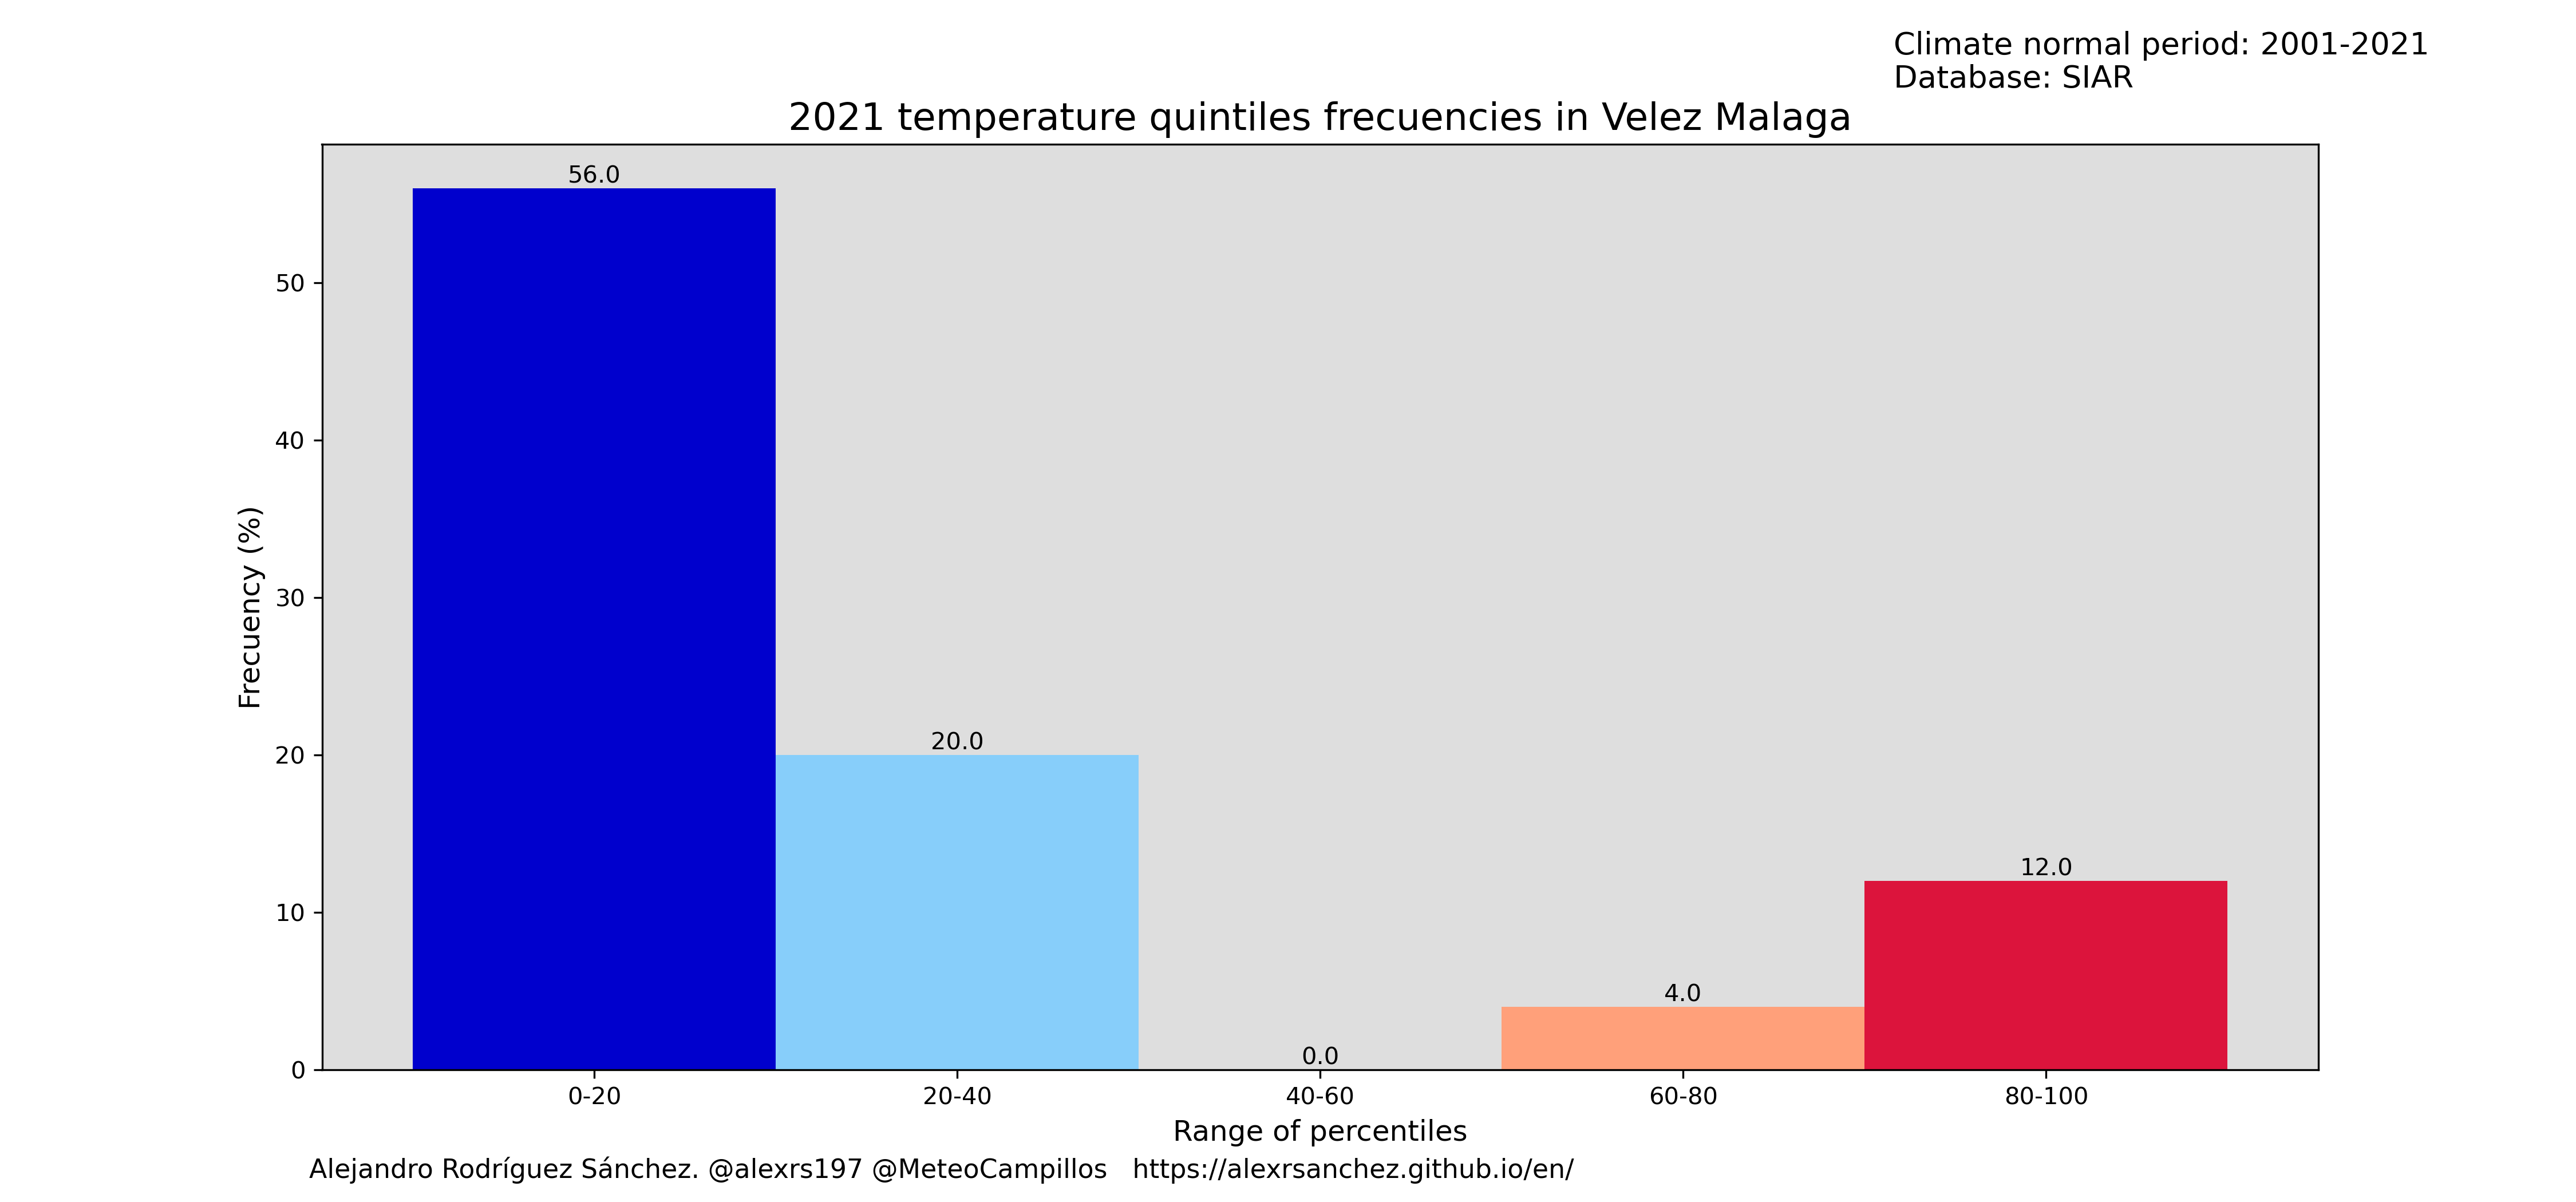 Climate normal period: 2001-2021
Database: SIAR
2021 temperature quintiles frecuencies in Velez Malaga
56.0
50
40
Frecuency (%)
30
20.0
20
12.0
10
4.0
0.0
0
0-20 20-40 40-60 60-80 80-100
Range of percentiles
Alejandro Rodríguez Sánchez. @alexrs197 @MeteoCampillos https://alexrsanchez.github.io/en/